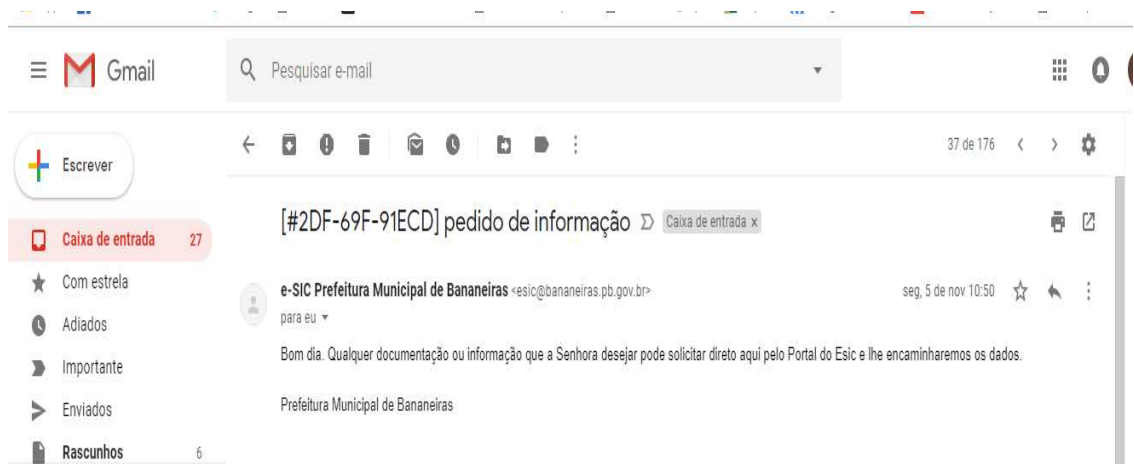 Gmail
Pesquisar e-mail
Escrever
37 de 176
Caixa de entrada 27
Com estrela
Adiados
Importante
Enviados
Rascunhos 6
[#2DF-69F-91ECD] pedido de informação Caixa de entrada x
e-SIC Prefeitura Municipal de Bananeiras <esic@bananeiras.pb.gov.br> seg, 5 de nov 10:50
para eu
Bom dia. Qualquer documentação ou informação que a Senhora desejar pode solicitar direto aqui pelo Portal do Esic e lhe encaminharemos os dados.
Prefeitura Municipal de Bananeiras